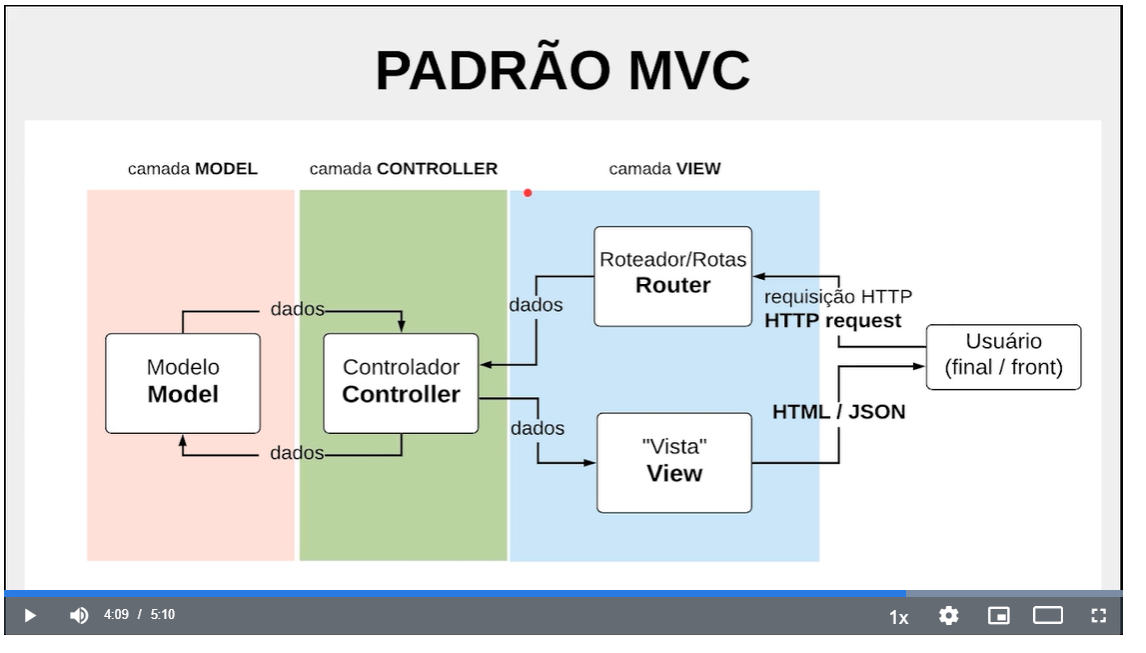 PADRÃO MVC
camada MODEL
camada CONTROLLER
camada VIEW
Roteador/Rotas
Router
dados
dados
requisição HTTP
HTTP request
Usuário
(final / front)
Modelo
Model
Controlador
Controller
HTML / JSON
dados
dados
"Vista"
View
4:09 / 5:10
1x